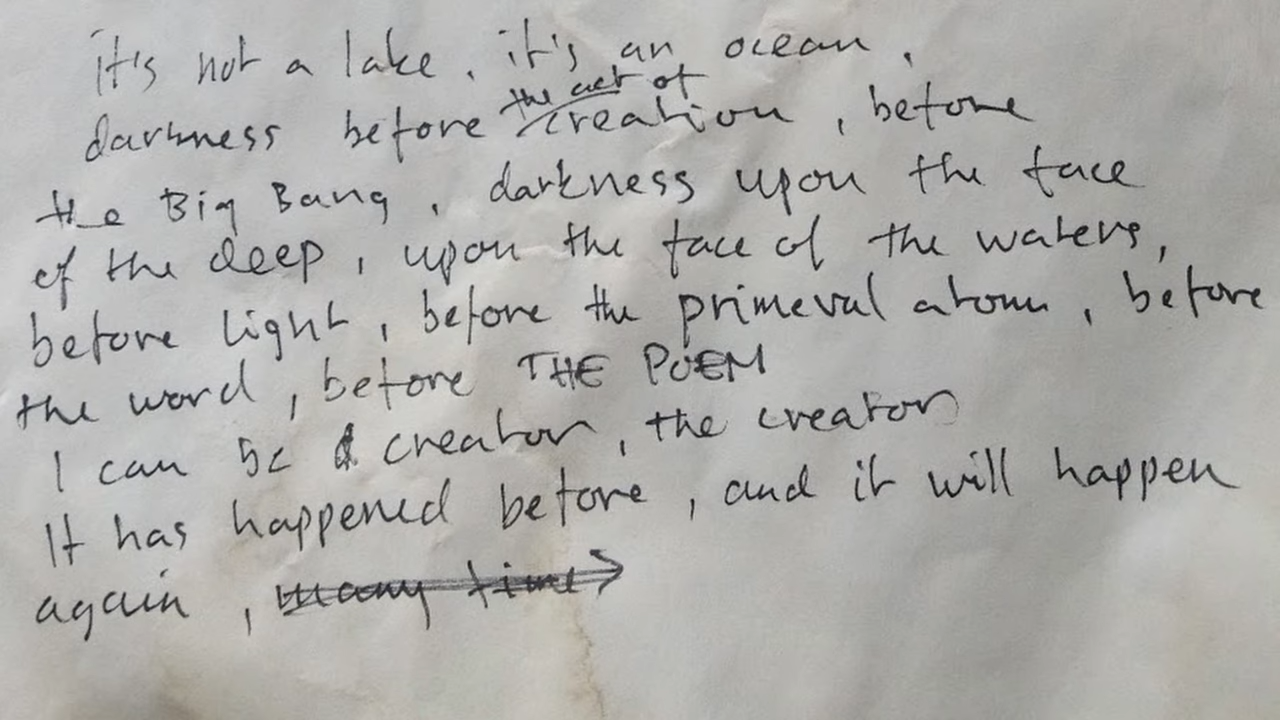 it's not a lake. it's an ocean.
darkness before the act of creation, before
the Big Bang, darkness upon the face
of the deep, upon the face of the waters,
before light, before the primeval atom, before
the word, before THE POEM
I can be a creator, the creator
It has happened before, and it will happen
again, many time